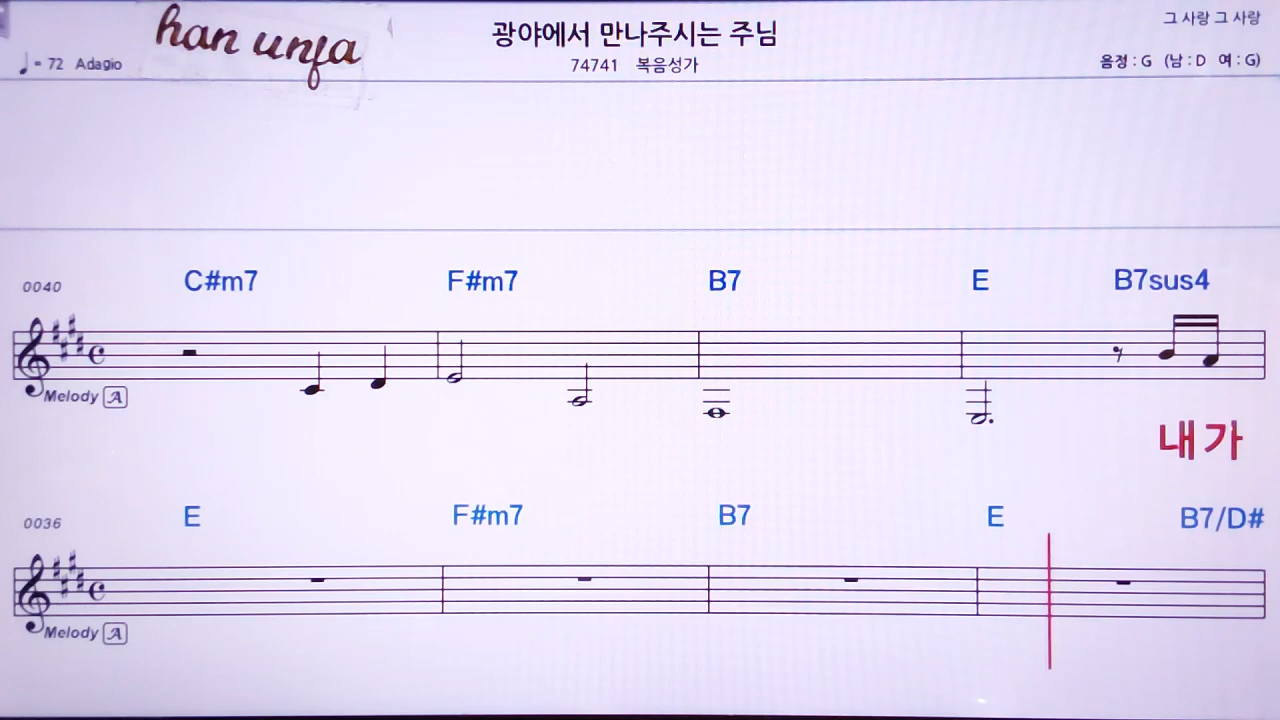 han unja
광야에서 만나주시는 주님
그 사랑 그 사랑
♩= 72 Adagio
74741 복음성가
음정 : G (남 : D 여 : G)
0040 C#m7 F#m7 B7 E B7sus4
Melody A
내가
0036 E F#m7 B7 E B7/D#
Melody A